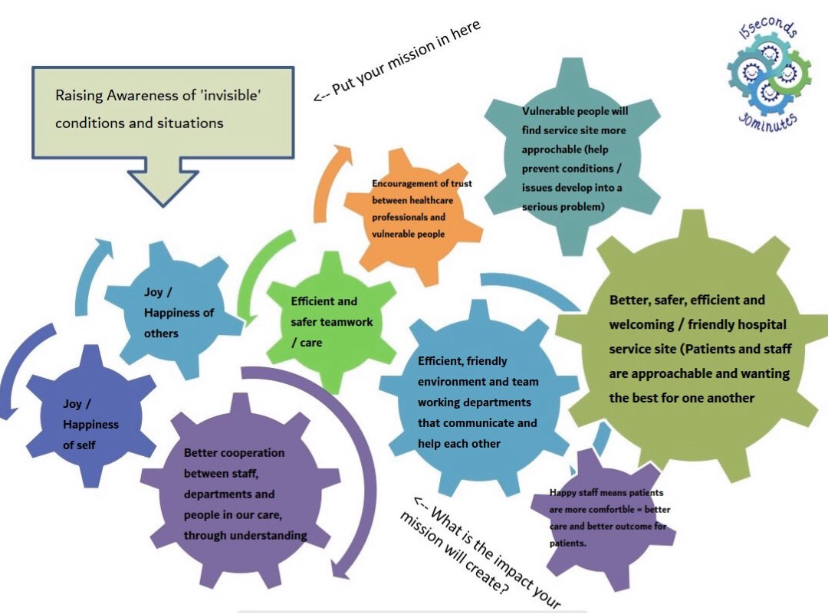 15seconds
30minutes
<-- Put your mission in here
Raising Awareness of 'invisible'
conditions and situations
Vulnerable people will
find service site more
approchable (help
prevent conditions /
issues develop into a
serious problem)
Encouragement of trust
between healthcare
professionals and
vulnerable people
Joy /
Happiness of
others
Efficient and
safer teamwork
/ care
Better, safer, efficient and
welcoming / friendly hospital
service site (Patients and staff
are approachable and wanting
the best for one another
Efficient, friendly
environment and team
working departments
that communicate and
help each other
Joy /
Happiness
of self
Better cooperation
between staff,
departments and
people in our care,
through understanding
Happy staff means patients
are more comfortble = better
care and better outcome for
patients.
<-- What is the impact your
mission will create?